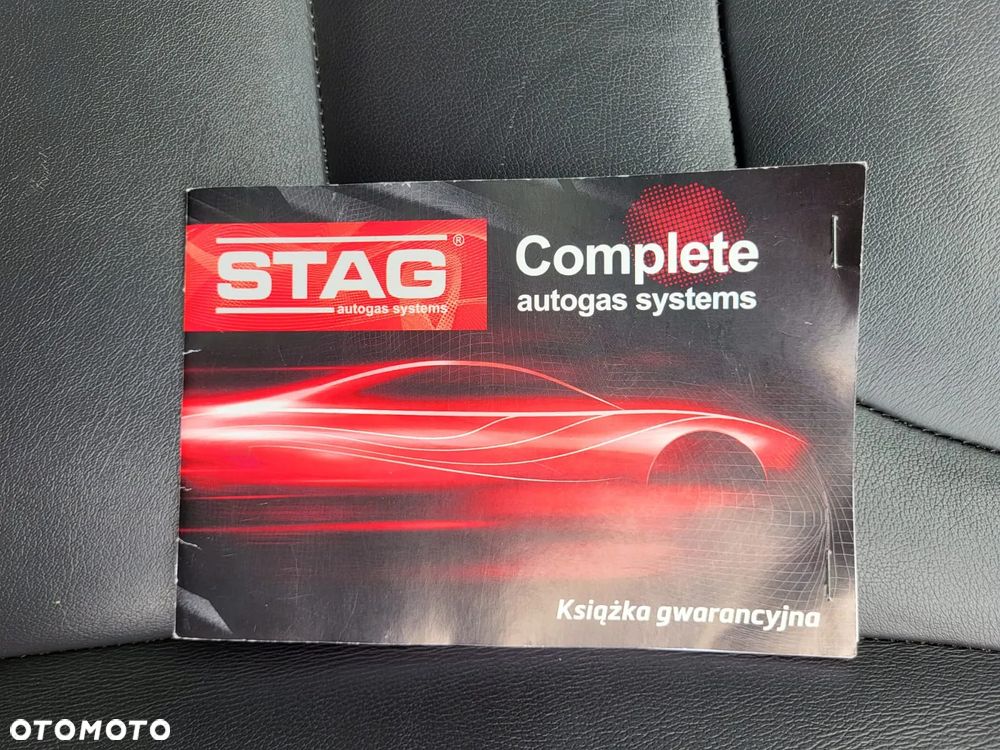 STAG®
autogas systems
Complete
autogas systems
Książka gwarancyjna
OTOMOTO